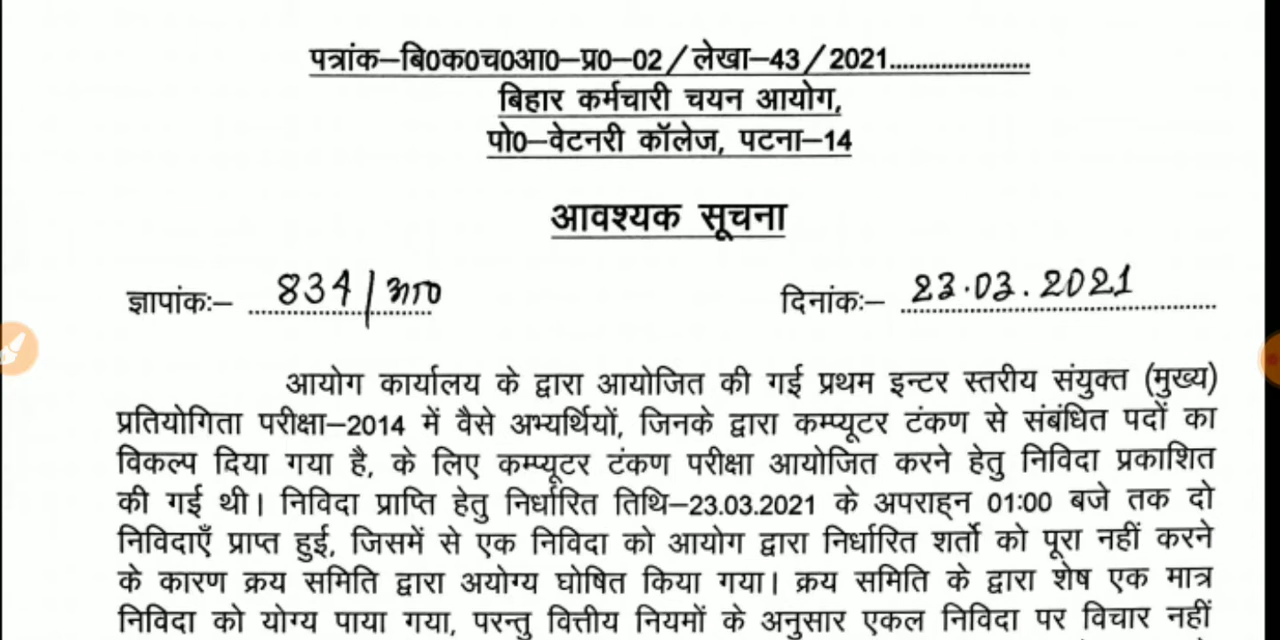 पत्रांक–बि0क0च0आ0–प्र0–02/लेखा–43/2021.......................
बिहार कर्मचारी चयन आयोग,
पो0–वेटनरी कॉलेज, पटना–14
आवश्यक सूचना
ज्ञापांकः– 834/आ0 दिनांकः– 23.03.2021
आयोग कार्यालय के द्वारा आयोजित की गई प्रथम इन्टर स्तरीय संयुक्त (मुख्य)
प्रतियोगिता परीक्षा–2014 में वैसे अभ्यर्थियों, जिनके द्वारा कम्प्यूटर टंकण से संबंधित पदों का
विकल्प दिया गया है, के लिए कम्प्यूटर टंकण परीक्षा आयोजित करने हेतु निविदा प्रकाशित
की गई थी। निविदा प्राप्ति हेतु निर्धारित तिथि–23.03.2021 के अपराह्न 01:00 बजे तक दो
निविदाएँ प्राप्त हुई, जिसमें से एक निविदा को आयोग द्वारा निर्धारित शर्तो को पूरा नहीं करने
के कारण क्रय समिति द्वारा अयोग्य घोषित किया गया। क्रय समिति के द्वारा शेष एक मात्र
निविदा को योग्य पाया गया, परन्तु वित्तीय नियमों के अनुसार एकल निविदा पर विचार नहीं